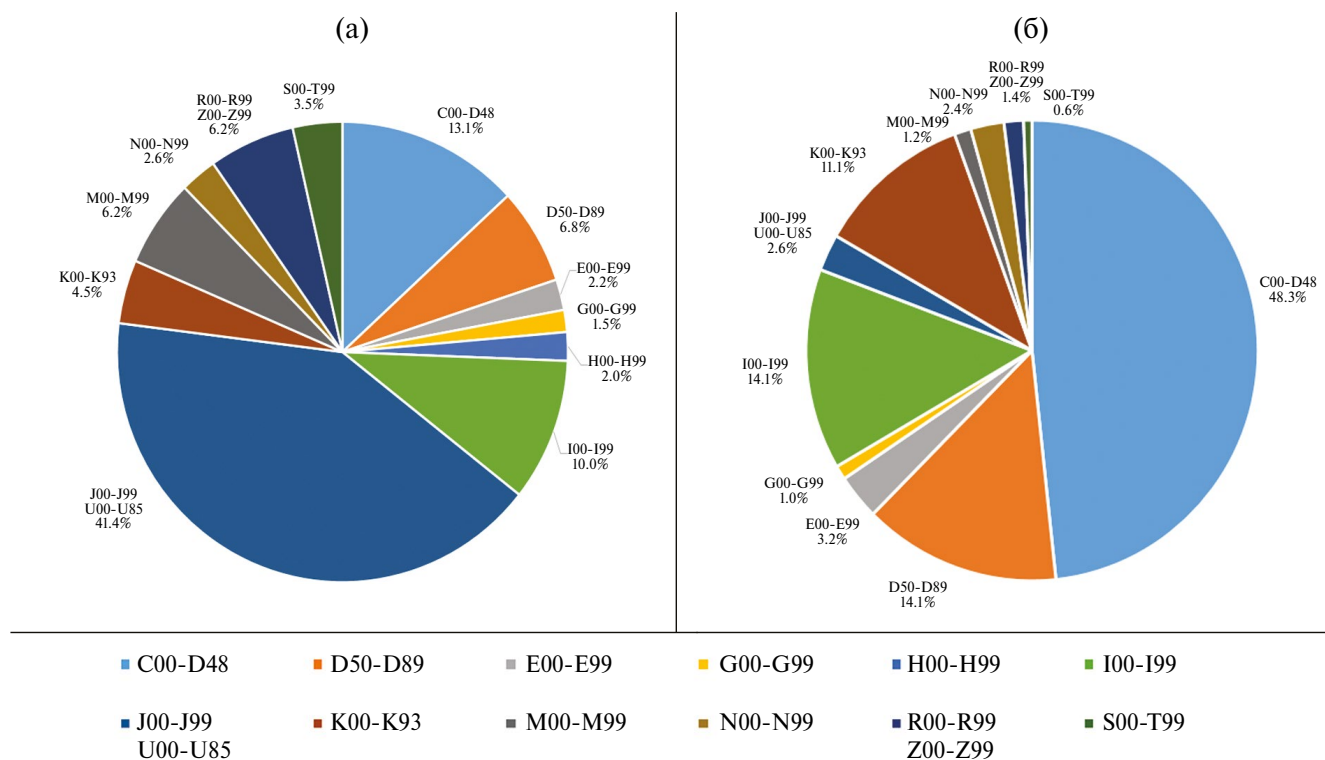 (а)
S00-T99
3.5%
R00-R99
Z00-Z99
6.2%
C00-D48
13.1%
N00-N99
2.6%
M00-M99
6.2%
D50-D89
6.8%
E00-E99
2.2%
K00-K93
4.5%
G00-G99
1.5%
H00-H99
2.0%
I00-I99
10.0%
J00-J99
U00-U85
41.4%
(б)
R00-R99
Z00-Z99
1.4%
S00-T99
0.6%
N00-N99
2.4%
M00-M99
1.2%
K00-K93
11.1%
J00-J99
U00-U85
2.6%
C00-D48
48.3%
I00-I99
14.1%
G00-G99
1.0%
E00-E99
3.2%
D50-D89
14.1%
C00-D48
D50-D89
E00-E99
G00-G99
H00-H99
I00-I99
J00-J99
U00-U85
K00-K93
M00-M99
N00-N99
R00-R99
Z00-Z99
S00-T99